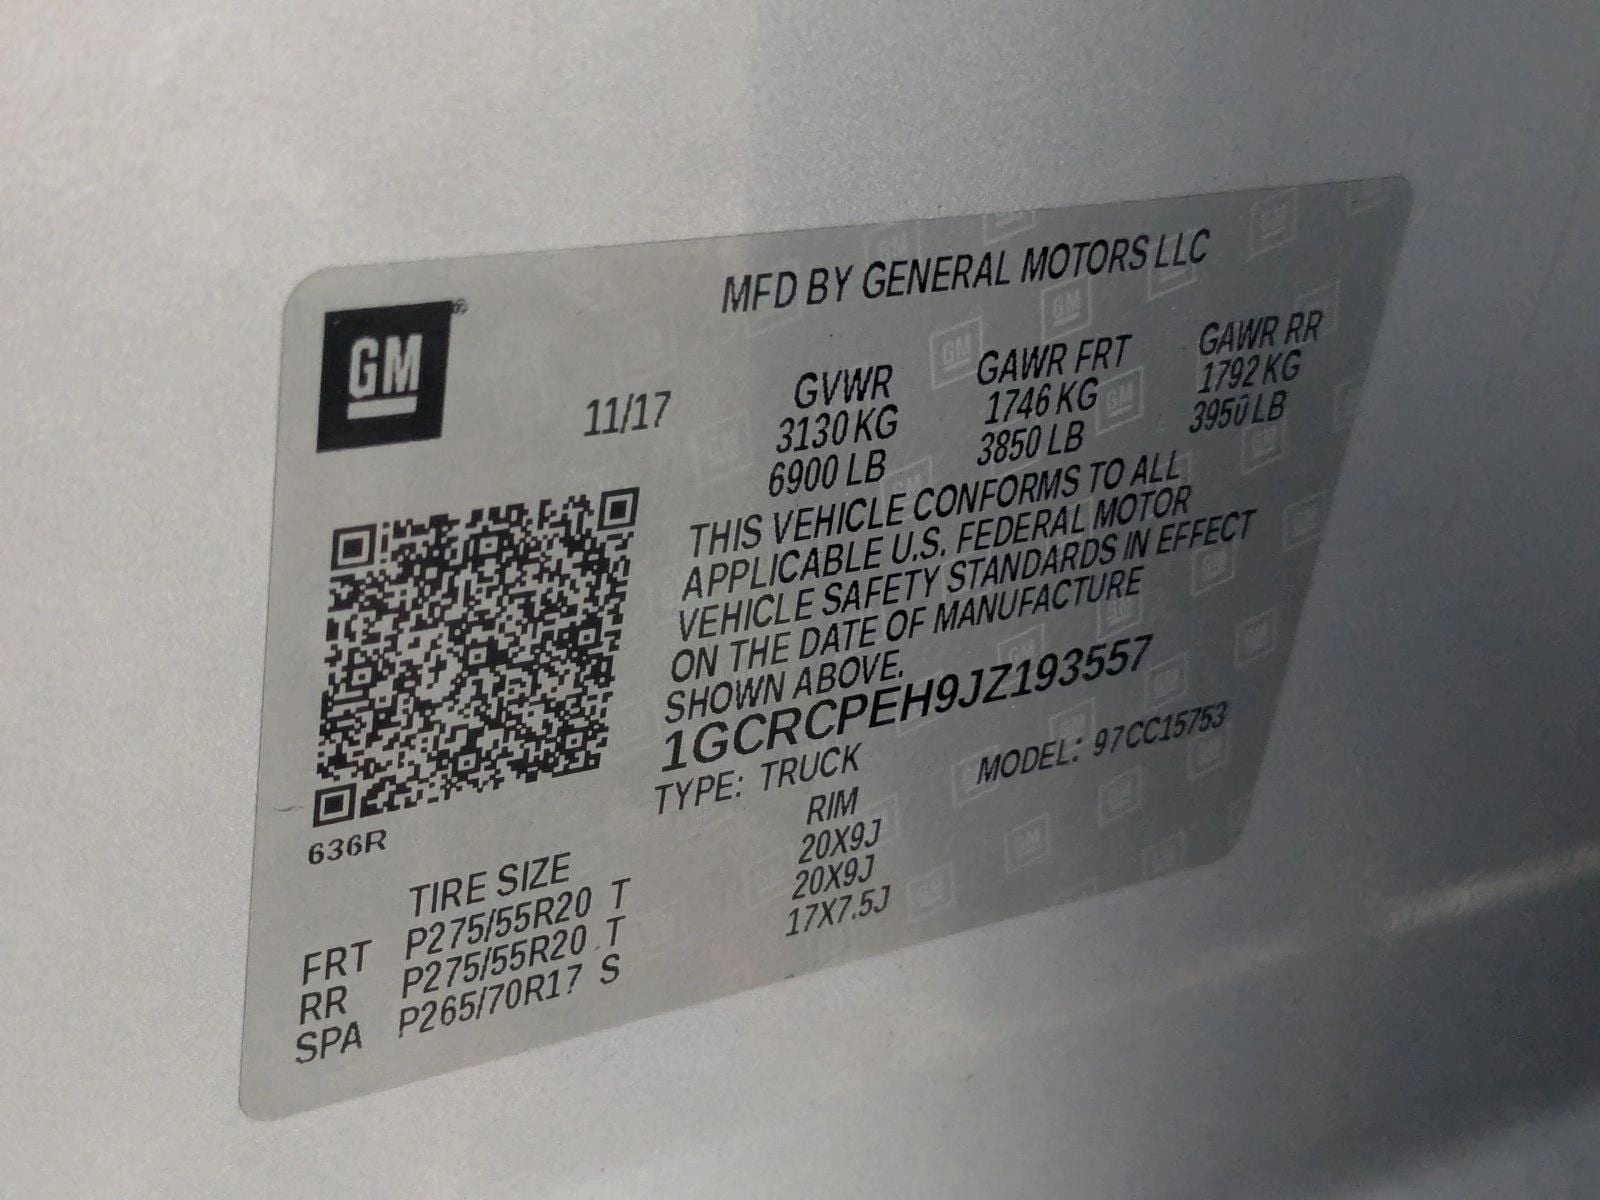 GM
MFD BY GENERAL MOTORS LLC
11/17
GVWR GAWR FRT GAWR RR
3130 KG 1746 KG 1792 KG
6900 LB 3850 LB 3950 LB
THIS VEHICLE CONFORMS TO ALL
APPLICABLE U.S. FEDERAL MOTOR
VEHICLE SAFETY STANDARDS IN EFFECT
ON THE DATE OF MANUFACTURE
SHOWN ABOVE.
1GCRCPEH9JZ193557
TYPE: TRUCK MODEL: 97CC15753
636R
TIRE SIZE RIM
FRT P275/55R20 T 20X9J
RR P275/55R20 T 20X9J
SPA P265/70R17 S 17X7.5J